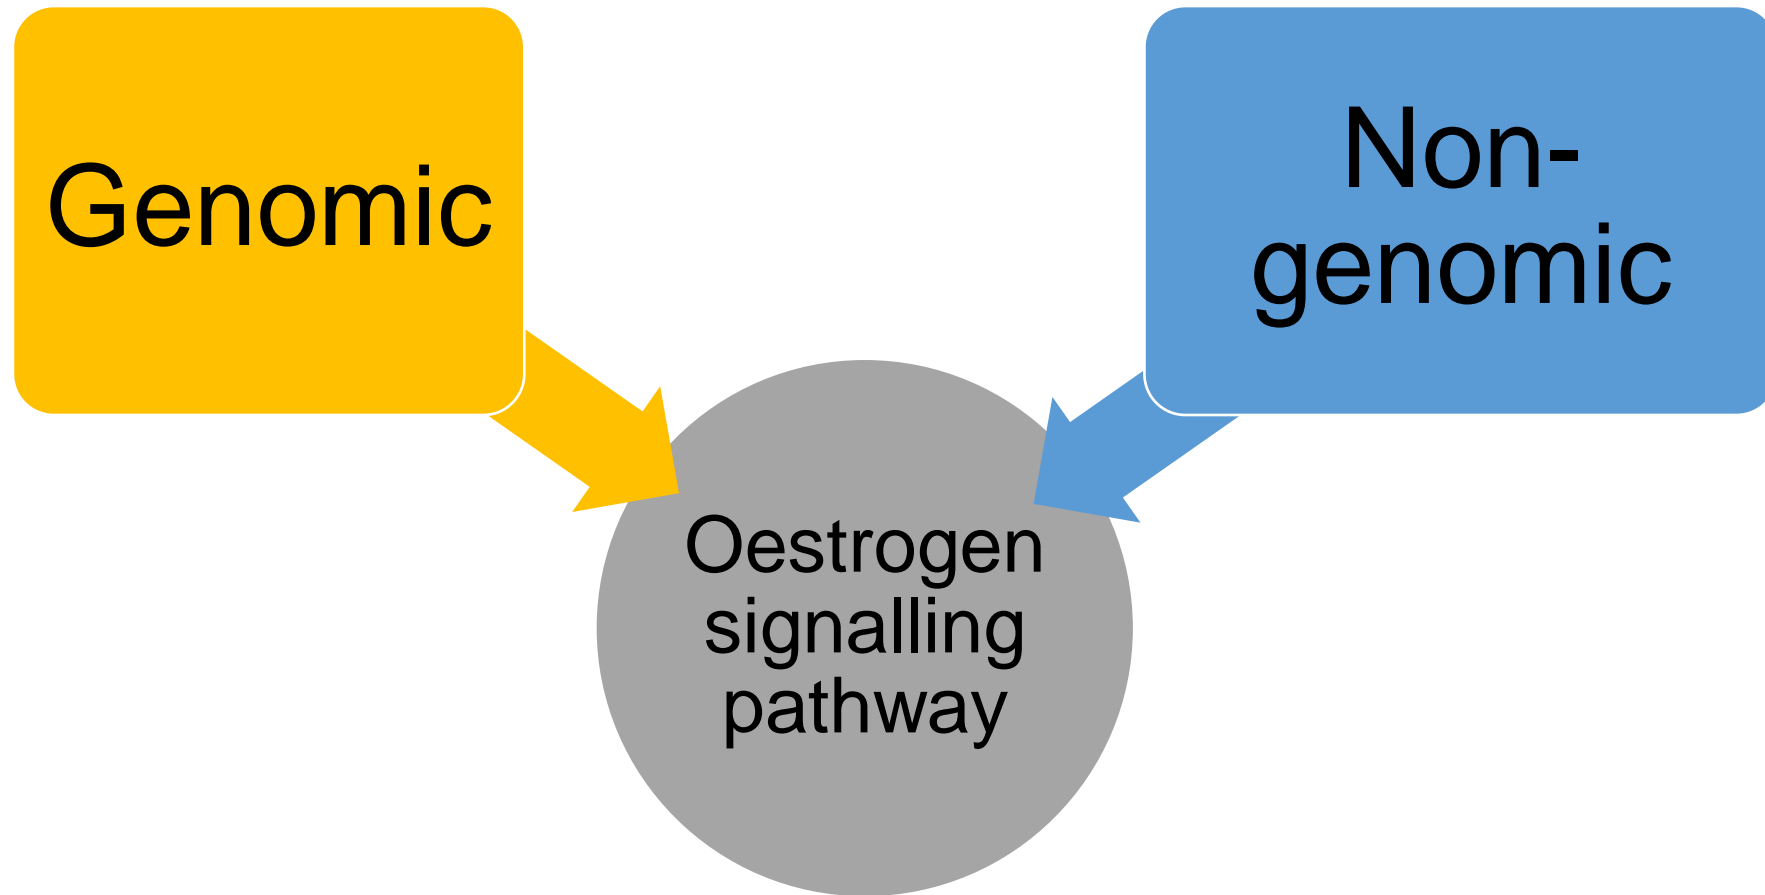 Genomic
Non-
genomic
Oestrogen
signalling
pathway